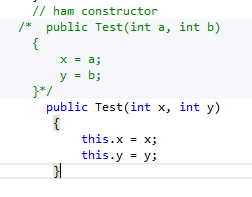 // ham constructor
/*  public Test(int a, int b)
{
x = a;
y = b;
}*/
public Test(int x, int y)
{
this.x = x;
this.y = y;
}